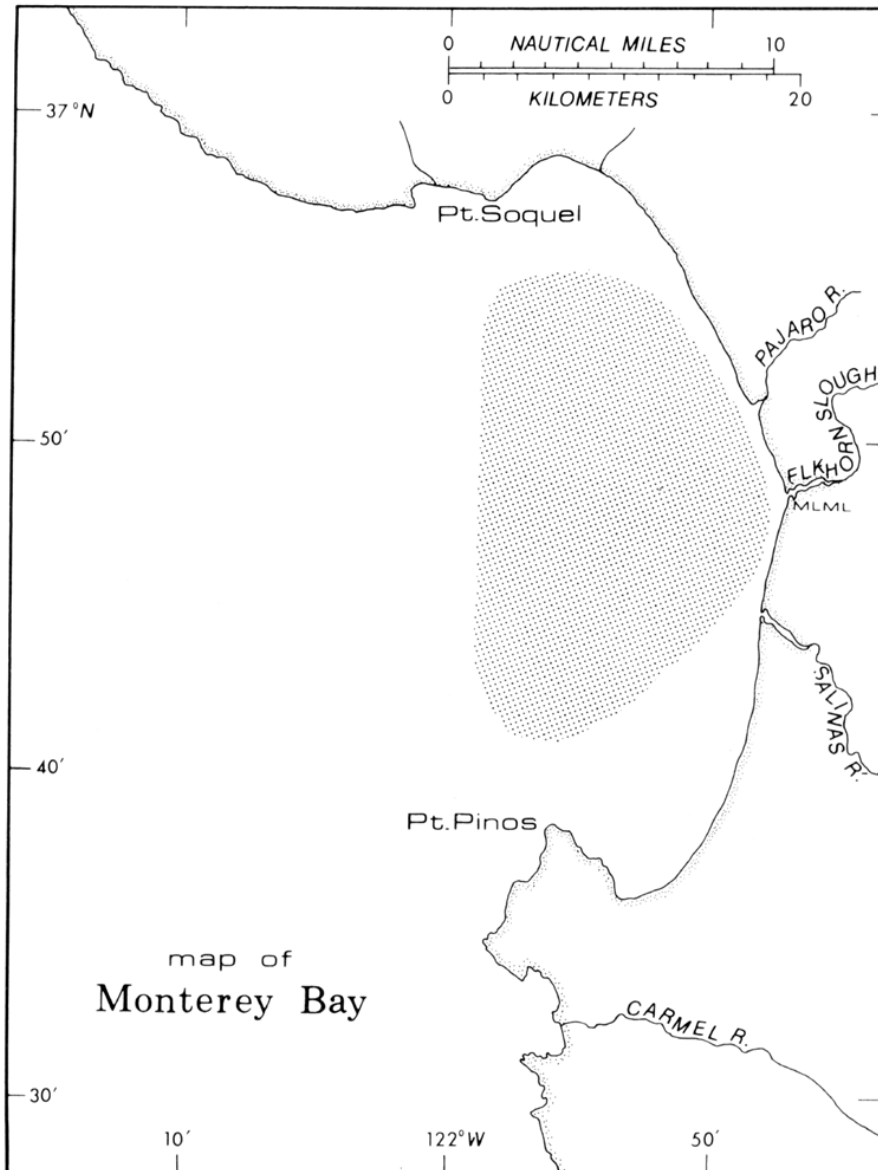 0 NAUTICAL MILES 10
0 KILOMETERS 20
37°N
Pt.Soquel
PAJARO R.
ELKHORN SLOUGH
50′
MLML
SALINAS R.
40′
Pt.Pinos
map of
Monterey Bay
CARMEL R.
30′
10′ 122°W 50′